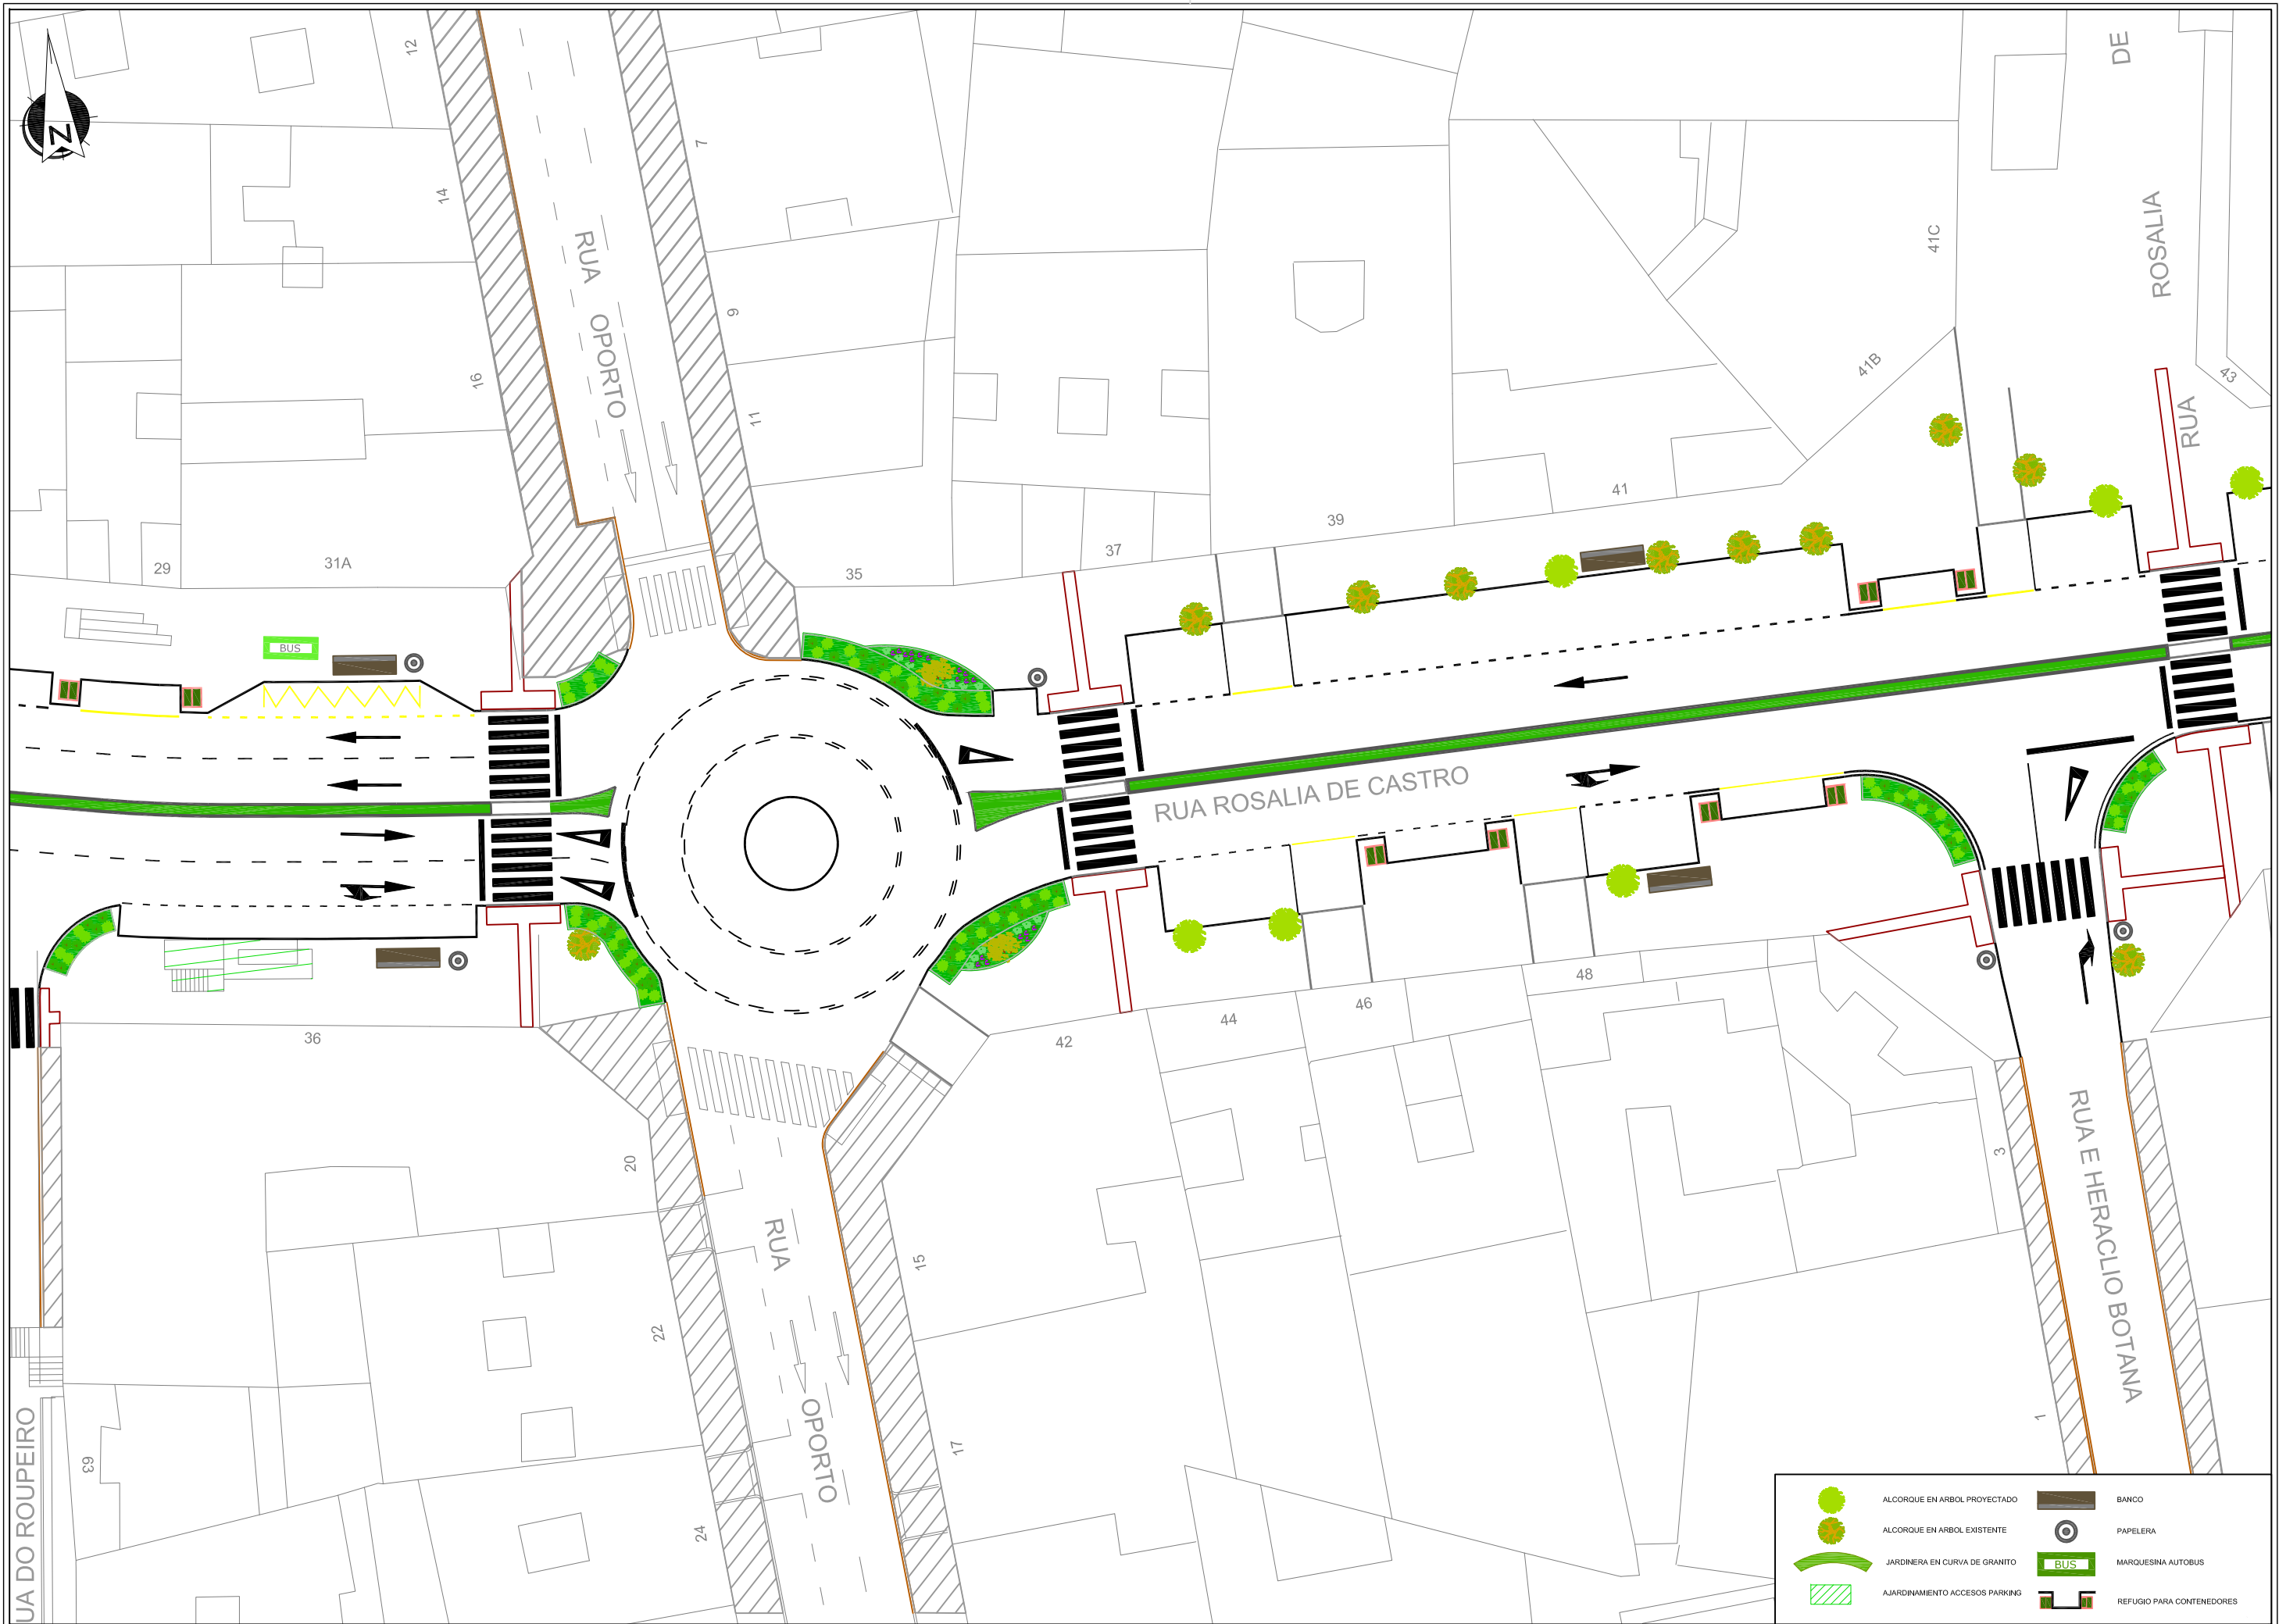 N
12
14
16
7
9
11
RUA OPORTO
DE
ROSALIA
RUA
41C
41B
43
41
39
37
35
31A
29
BUS
RUA ROSALIA DE CASTRO
36
42
44
46
48
20
22
24
15
17
RUA OPORTO
3
1
RUA E HERACLIO BOTANA
63
UA DO ROUPEIRO
ALCORQUE EN ARBOL PROYECTADO
ALCORQUE EN ARBOL EXISTENTE
JARDINERA EN CURVA DE GRANITO
AJARDINAMIENTO ACCESOS PARKING
BANCO
PAPELERA
BUS
MARQUESINA AUTOBUS
REFUGIO PARA CONTENEDORES